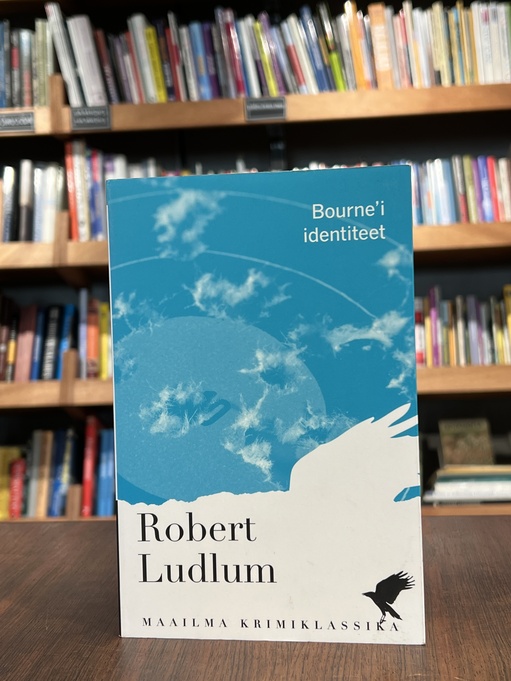 Bourne'i
identiteet
Robert
Ludlum
MAAILMA KRIMIKLASSIKA